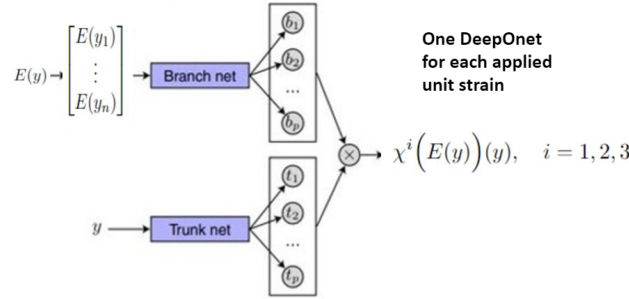 E(y)
E(y₁)
⋮
E(yₙ)
Branch net
b₁
b₂
...
bₚ
One DeepOnet
for each applied
unit strain
×
χⁱ(E(y))(y), i = 1, 2, 3
y
Trunk net
t₁
t₂
...
tₚ